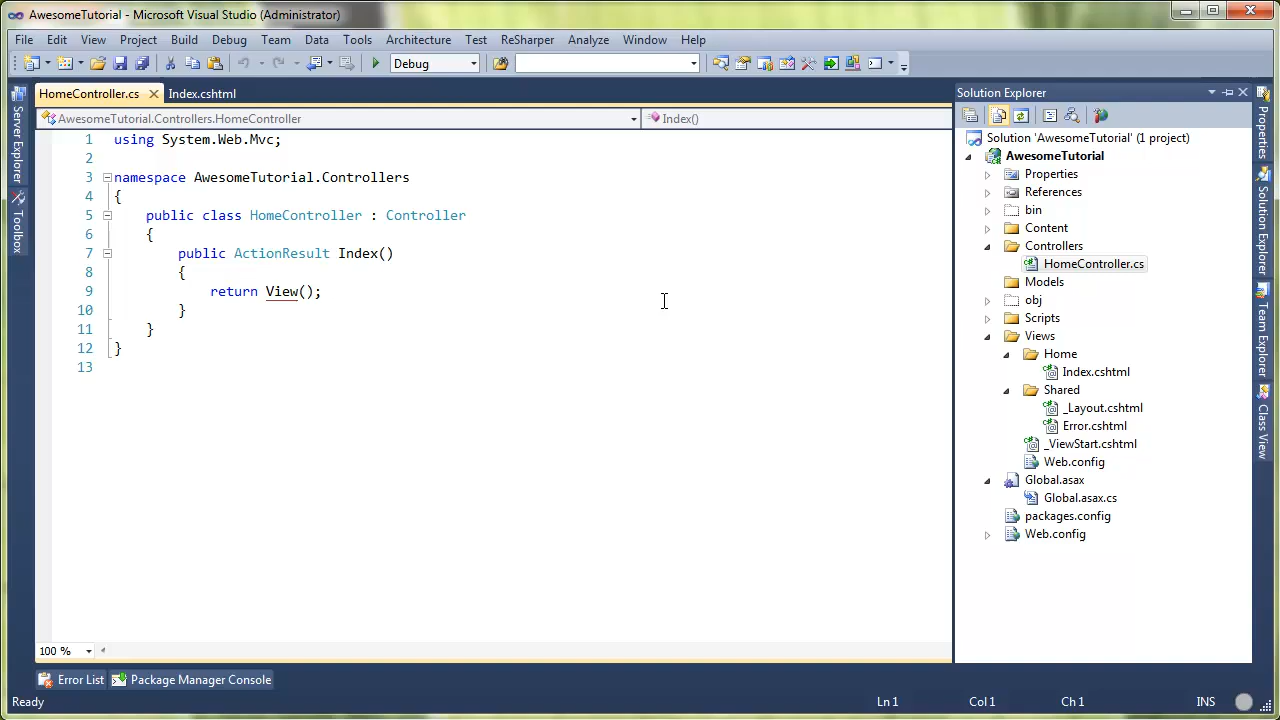 AwesomeTutorial - Microsoft Visual Studio (Administrator)
File Edit View Project Build Debug Team Data Tools Architecture Test ReSharper Analyze Window Help
Debug
HomeController.cs Index.cshtml
AwesomeTutorial.Controllers.HomeController Index()
1 using System.Web.Mvc;
2
3 namespace AwesomeTutorial.Controllers
4 {
5 public class HomeController : Controller
6 {
7 public ActionResult Index()
8 {
9 return View();
10 }
11 }
12 }
13
100 %
Server Explorer
Toolbox
Solution Explorer
Solution 'AwesomeTutorial' (1 project)
AwesomeTutorial
Properties
References
bin
Content
Controllers
HomeController.cs
Models
obj
Scripts
Views
Home
Index.cshtml
Shared
_Layout.cshtml
Error.cshtml
_ViewStart.cshtml
Web.config
Global.asax
Global.asax.cs
packages.config
Web.config
Properties
Solution Explorer
Team Explorer
Class View
Error List Package Manager Console
Ready Ln 1 Col 1 Ch 1 INS